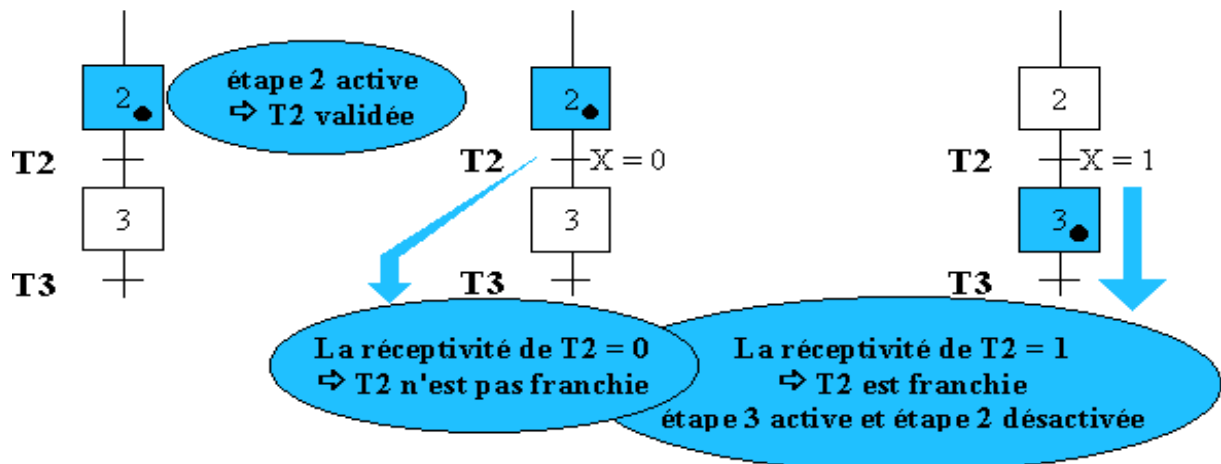 2
étape 2 active
⇨ T2 validée
T2
3
T3
2
T2
X = 0
3
T3
La réceptivité de T2 = 0
⇨ T2 n'est pas franchie
2
T2
X = 1
3
T3
La réceptivité de T2 = 1
⇨ T2 est franchie
étape 3 active et étape 2 désactivée